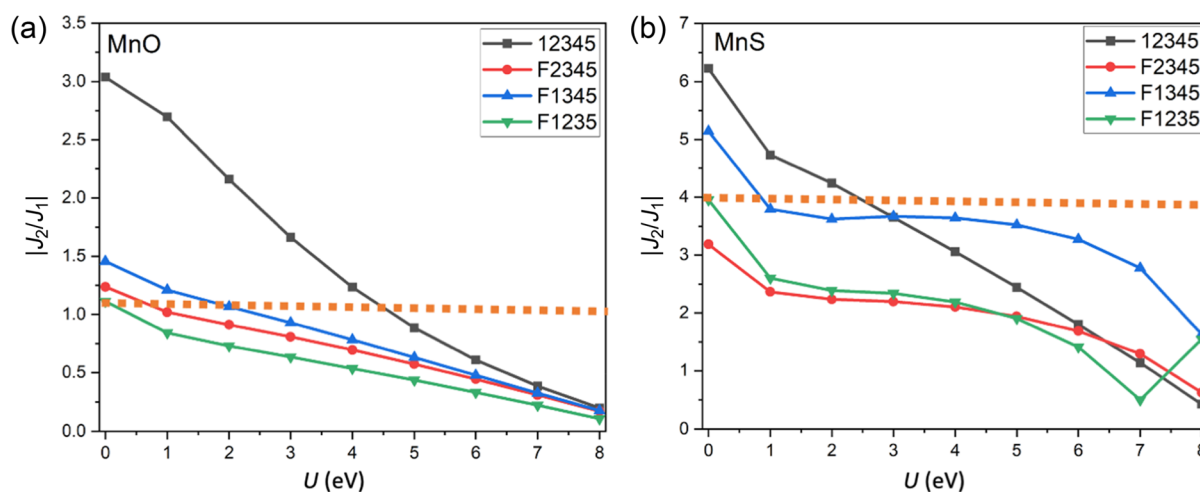 (a)
MnO
12345
F2345
F1345
F1235
|J₂/J₁|
3.5
3.0
2.5
2.0
1.5
1.0
0.5
0.0
0 1 2 3 4 5 6 7 8
U (eV)
(b)
MnS
12345
F2345
F1345
F1235
|J₂/J₁|
7
6
5
4
3
2
1
0
0 1 2 3 4 5 6 7 8
U (eV)